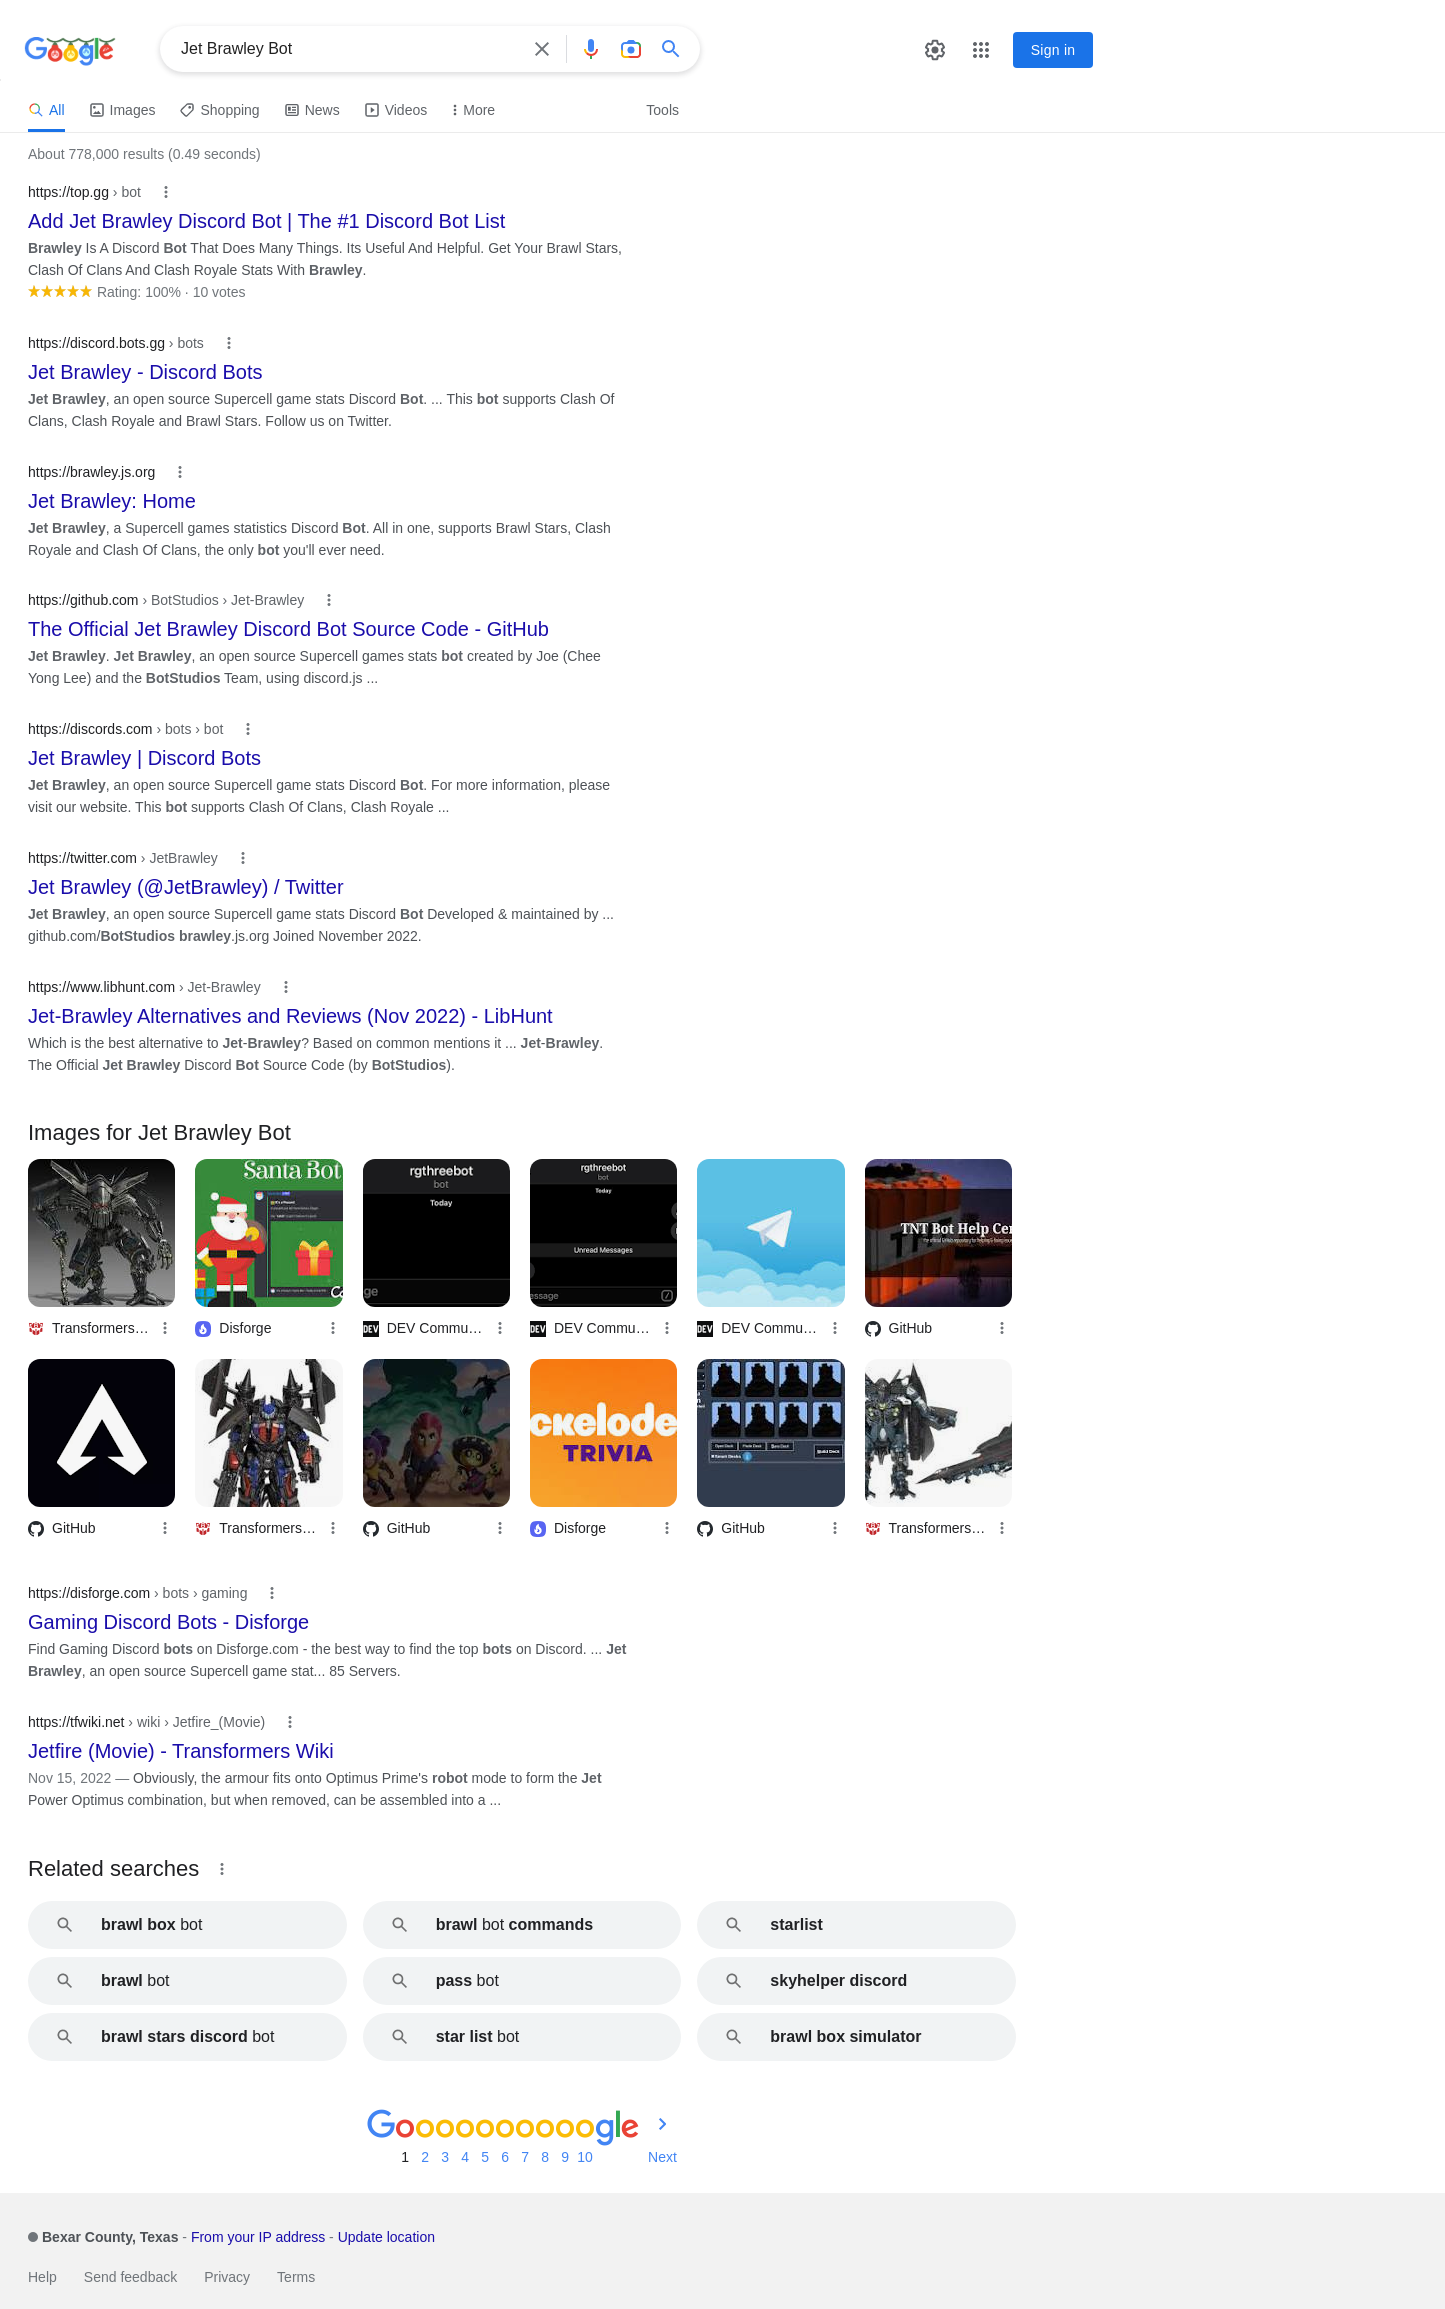 Google
Jet Brawley Bot
Sign in
All
Images
Shopping
News
Videos
More
Tools
About 778,000 results (0.49 seconds)
https://top.gg › bot
Add Jet Brawley Discord Bot | The #1 Discord Bot List
Brawley Is A Discord Bot That Does Many Things. Its Useful And Helpful. Get Your Brawl Stars,
Clash Of Clans And Clash Royale Stats With Brawley.
Rating: 100% · 10 votes
https://discord.bots.gg › bots
Jet Brawley - Discord Bots
Jet Brawley, an open source Supercell game stats Discord Bot. ... This bot supports Clash Of
Clans, Clash Royale and Brawl Stars. Follow us on Twitter.
https://brawley.js.org
Jet Brawley: Home
Jet Brawley, a Supercell games statistics Discord Bot. All in one, supports Brawl Stars, Clash
Royale and Clash Of Clans, the only bot you'll ever need.
https://github.com › BotStudios › Jet-Brawley
The Official Jet Brawley Discord Bot Source Code - GitHub
Jet Brawley. Jet Brawley, an open source Supercell games stats bot created by Joe (Chee
Yong Lee) and the BotStudios Team, using discord.js ...
https://discords.com › bots › bot
Jet Brawley | Discord Bots
Jet Brawley, an open source Supercell game stats Discord Bot. For more information, please
visit our website. This bot supports Clash Of Clans, Clash Royale ...
https://twitter.com › JetBrawley
Jet Brawley (@JetBrawley) / Twitter
Jet Brawley, an open source Supercell game stats Discord Bot Developed & maintained by ...
github.com/BotStudios brawley.js.org Joined November 2022.
https://www.libhunt.com › Jet-Brawley
Jet-Brawley Alternatives and Reviews (Nov 2022) - LibHunt
Which is the best alternative to Jet-Brawley? Based on common mentions it ... Jet-Brawley.
The Official Jet Brawley Discord Bot Source Code (by BotStudios).
Images for Jet Brawley Bot
Santa Bot
rgthreebot
bot
Today
ge
rgthreebot
bot
Today
Unread Messages
essage
TNT Bot Help Cen
Transformers…
Disforge
DEV Commu…
DEV Commu…
DEV Commu…
GitHub
ckelode
TRIVIA
GitHub
Transformers…
GitHub
Disforge
GitHub
Transformers…
https://disforge.com › bots › gaming
Gaming Discord Bots - Disforge
Find Gaming Discord bots on Disforge.com - the best way to find the top bots on Discord. ... Jet
Brawley, an open source Supercell game stat... 85 Servers.
https://tfwiki.net › wiki › Jetfire_(Movie)
Jetfire (Movie) - Transformers Wiki
Nov 15, 2022 — Obviously, the armour fits onto Optimus Prime's robot mode to form the Jet
Power Optimus combination, but when removed, can be assembled into a ...
Related searches
brawl box bot
brawl bot commands
starlist
brawl bot
pass bot
skyhelper discord
brawl stars discord bot
star list bot
brawl box simulator
Goooooooooogle
1 2 3 4 5 6 7 8 9 10 Next
Bexar County, Texas - From your IP address - Update location
Help Send feedback Privacy Terms